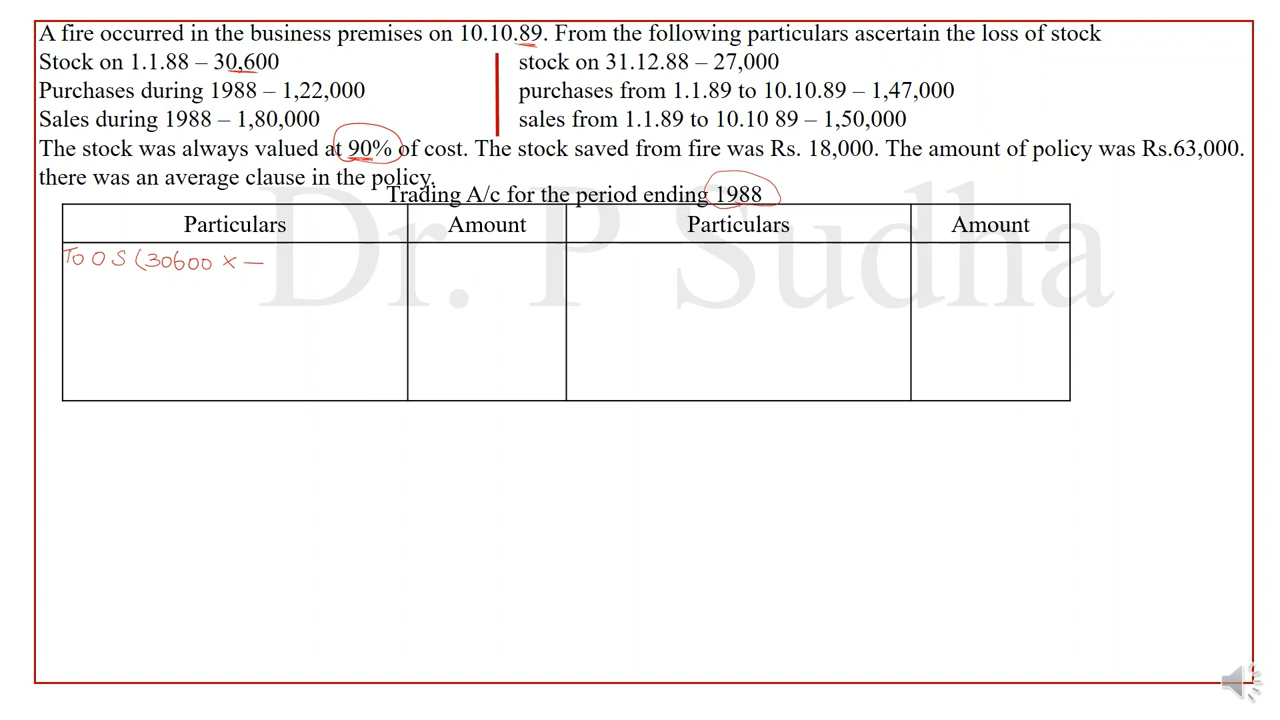 A fire occurred in the business premises on 10.10.89. From the following particulars ascertain the loss of stock
Stock on 1.1.88 – 30,600 stock on 31.12.88 – 27,000
Purchases during 1988 – 1,22,000 purchases from 1.1.89 to 10.10.89 – 1,47,000
Sales during 1988 – 1,80,000 sales from 1.1.89 to 10.10 89 – 1,50,000
The stock was always valued at 90% of cost. The stock saved from fire was Rs. 18,000. The amount of policy was Rs.63,000.
there was an average clause in the policy.
Trading A/c for the period ending 1988
Particulars Amount Particulars Amount
To O S (30600 × —
Dr. P Sudha